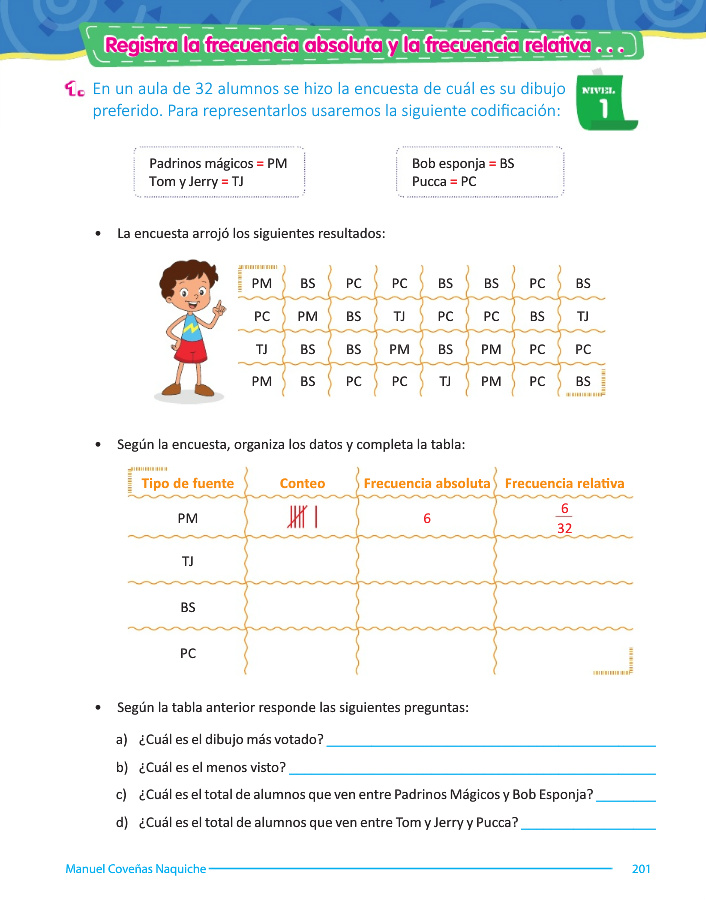 Registra la frecuencia absoluta y la frecuencia relativa . . .
1. En un aula de 32 alumnos se hizo la encuesta de cuál es su dibujo
preferido. Para representarlos usaremos la siguiente codificación:
NIVEL
1
Padrinos mágicos = PM
Tom y Jerry = TJ
Bob esponja = BS
Pucca = PC
• La encuesta arrojó los siguientes resultados:
PM BS PC PC BS BS PC BS
PC PM BS TJ PC PC BS TJ
TJ BS BS PM BS PM PC PC
PM BS PC PC TJ PM PC BS
• Según la encuesta, organiza los datos y completa la tabla:
Tipo de fuente Conteo Frecuencia absoluta Frecuencia relativa
PM 6 6/32
TJ
BS
PC
• Según la tabla anterior responde las siguientes preguntas:
a) ¿Cuál es el dibujo más votado?
b) ¿Cuál es el menos visto?
c) ¿Cuál es el total de alumnos que ven entre Padrinos Mágicos y Bob Esponja?
d) ¿Cuál es el total de alumnos que ven entre Tom y Jerry y Pucca?
Manuel Coveñas Naquiche 201